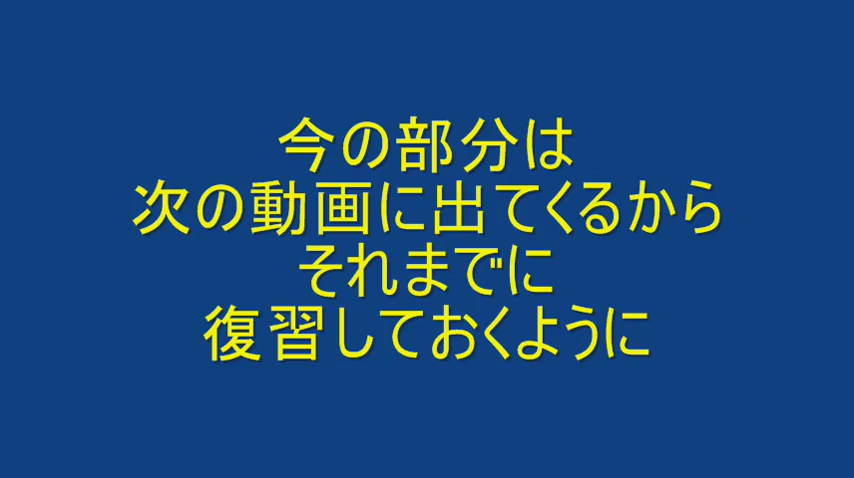 今の部分は
次の動画に出てくるから
それまでに
復習しておくように